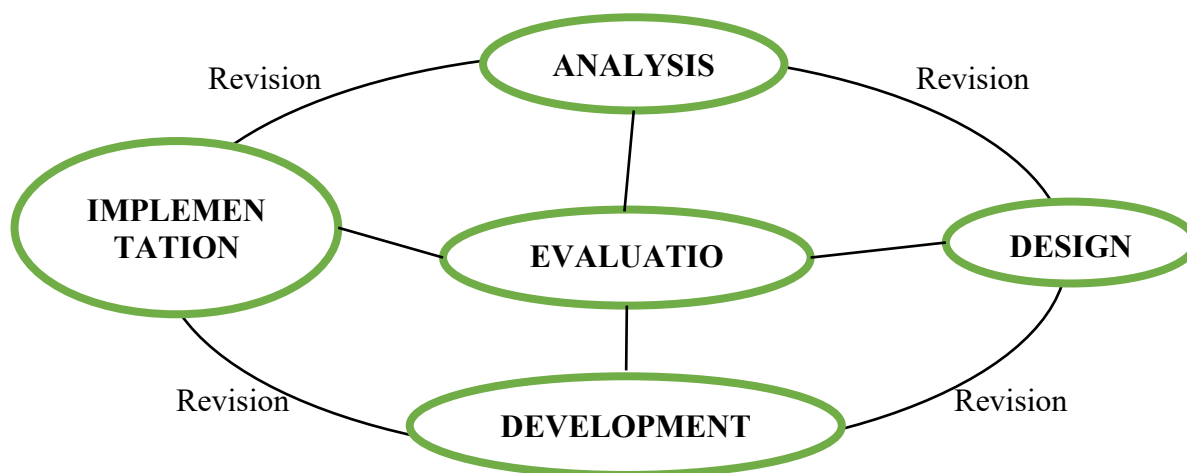 ANALYSIS
Revision
Revision
IMPLEMEN
TATION
EVALUATIO
DESIGN
Revision
Revision
DEVELOPMENT